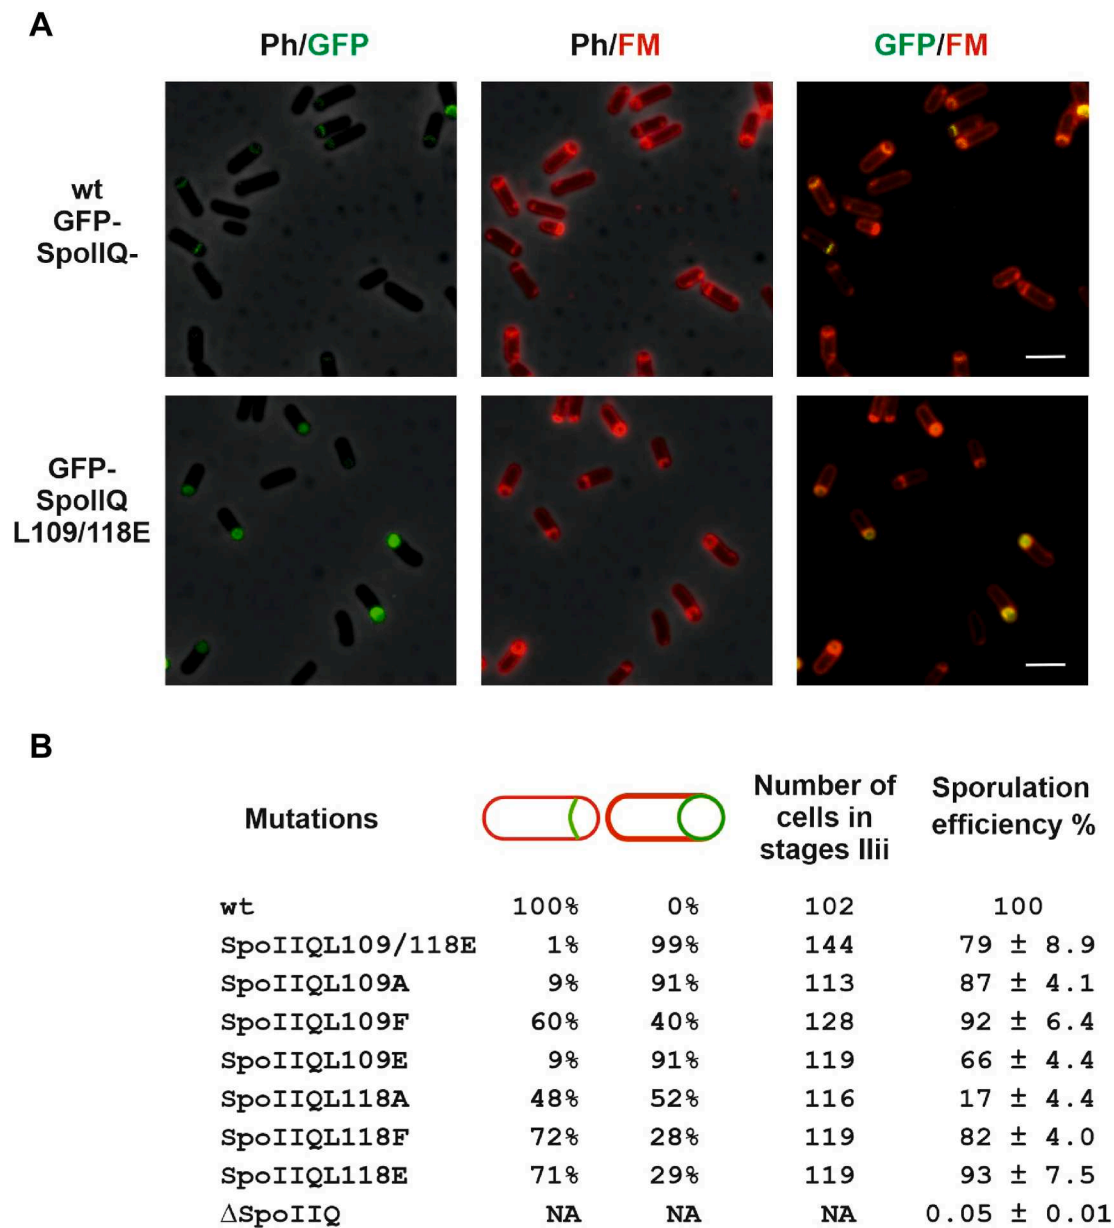 A
Ph/GFP Ph/FM GFP/FM
wt
GFP-
SpoIIQ-
GFP-
SpoIIQ
L109/118E
B
Mutations
Number of
cells in
stages IIii
Sporulation
efficiency %
wt 100% 0% 102 100
SpoIIQL109/118E 1% 99% 144 79 ± 8.9
SpoIIQL109A 9% 91% 113 87 ± 4.1
SpoIIQL109F 60% 40% 128 92 ± 6.4
SpoIIQL109E 9% 91% 119 66 ± 4.4
SpoIIQL118A 48% 52% 116 17 ± 4.4
SpoIIQL118F 72% 28% 119 82 ± 4.0
SpoIIQL118E 71% 29% 119 93 ± 7.5
ΔSpoIIQ NA NA NA 0.05 ± 0.01